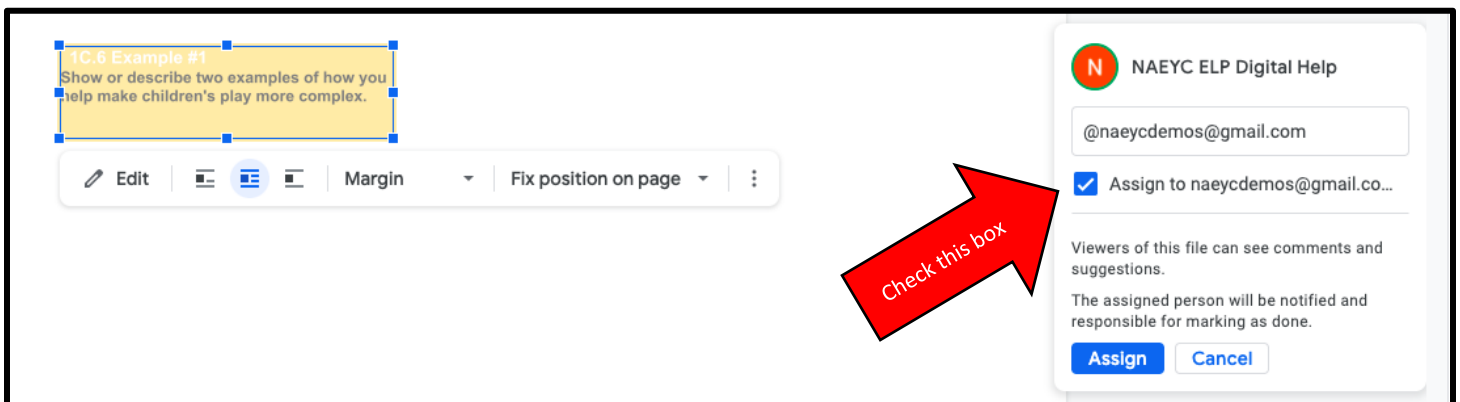 1C.6 Example #1
Show or describe two examples of how you
help make children's play more complex.
Edit
Margin
Fix position on page
N
NAEYC ELP Digital Help
@naeycdemos@gmail.com
Assign to naeycdemos@gmail.co...
Check this box
Viewers of this file can see comments and
suggestions.
The assigned person will be notified and
responsible for marking as done.
Assign Cancel